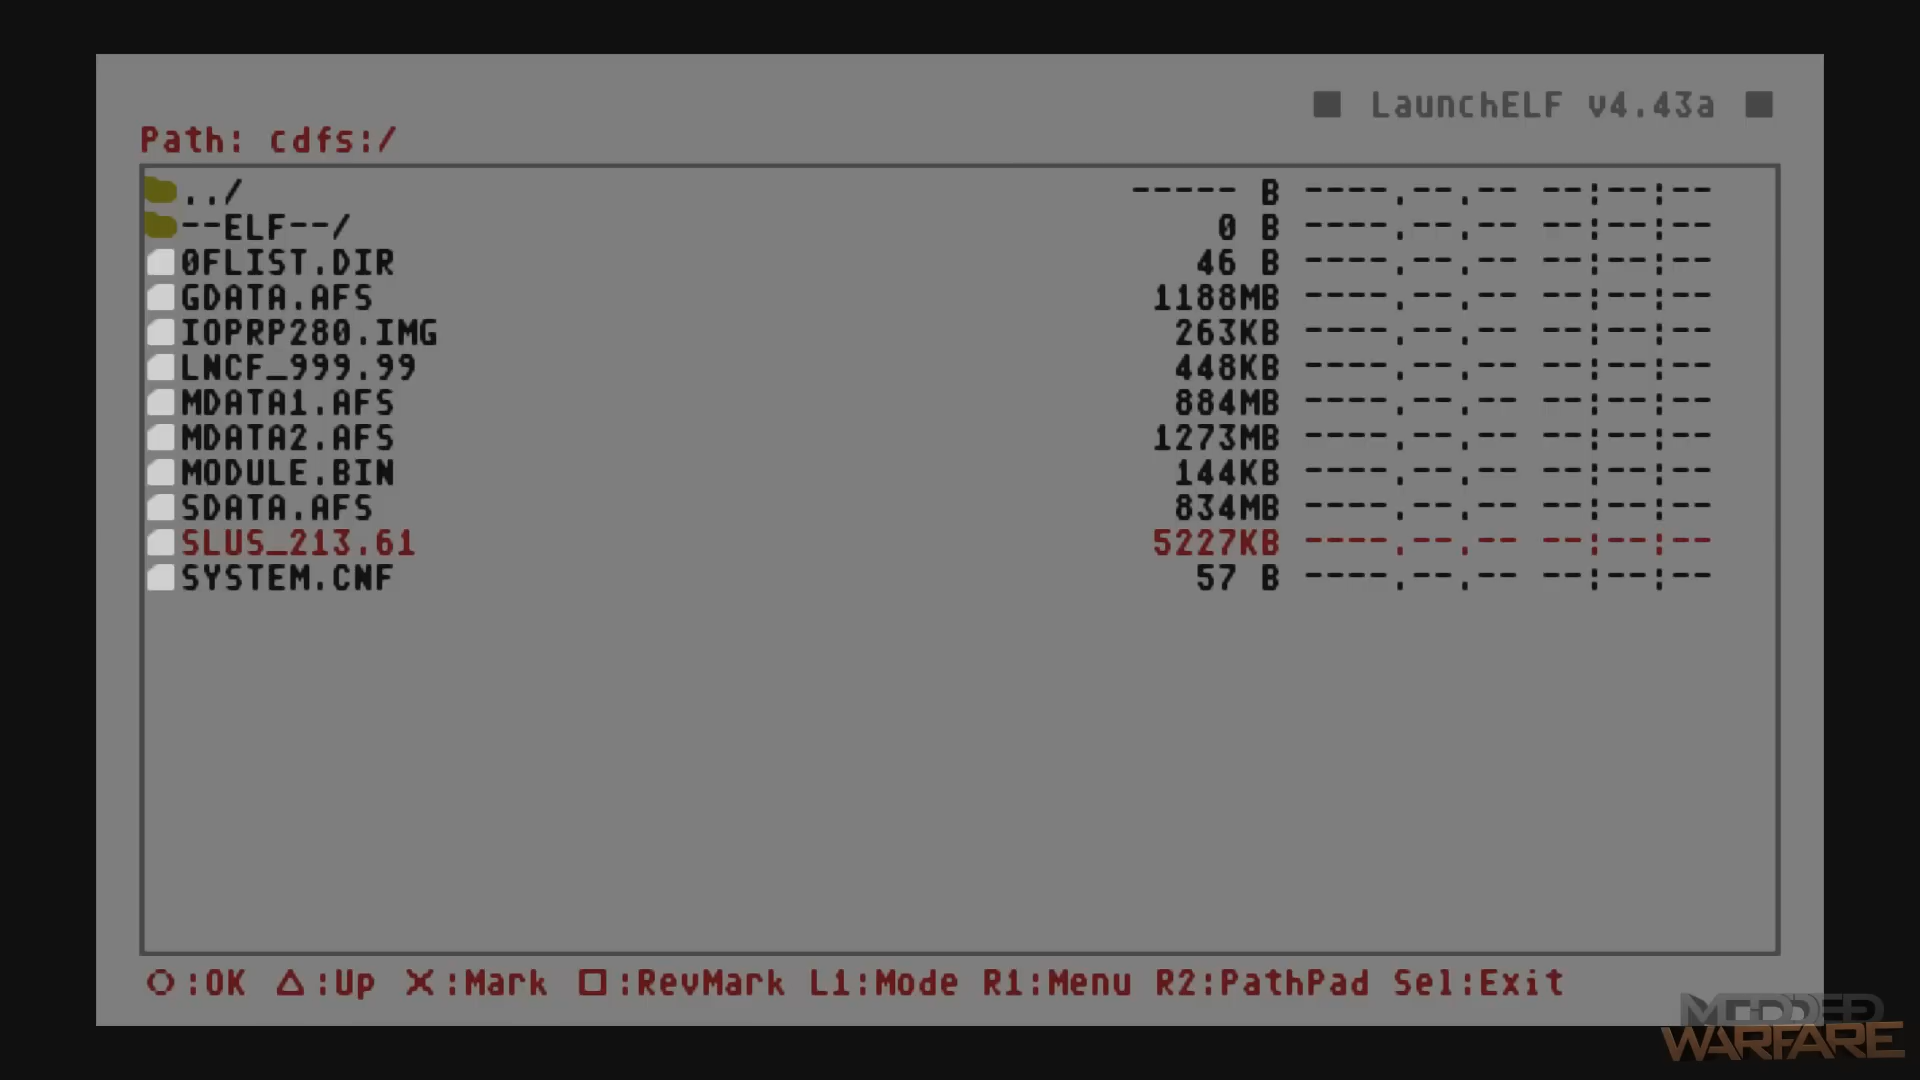 ■ LaunchELF v4.43a ■
Path: cdfs:/
../ ----- B ----.--.-- --:--:--
--ELF--/ 0 B ----.--.-- --:--:--
0FLIST.DIR 46 B ----.--.-- --:--:--
GDATA.AFS 1188MB ----.--.-- --:--:--
IOPRP280.IMG 263KB ----.--.-- --:--:--
LNCF_999.99 448KB ----.--.-- --:--:--
MDATA1.AFS 884MB ----.--.-- --:--:--
MDATA2.AFS 1273MB ----.--.-- --:--:--
MODULE.BIN 144KB ----.--.-- --:--:--
SDATA.AFS 834MB ----.--.-- --:--:--
SLUS_213.61 5227KB ----.--.-- --:--:--
SYSTEM.CNF 57 B ----.--.-- --:--:--
○:OK △:Up ×:Mark □:RevMark L1:Mode R1:Menu R2:PathPad Sel:Exit
MODDED
WARFARE